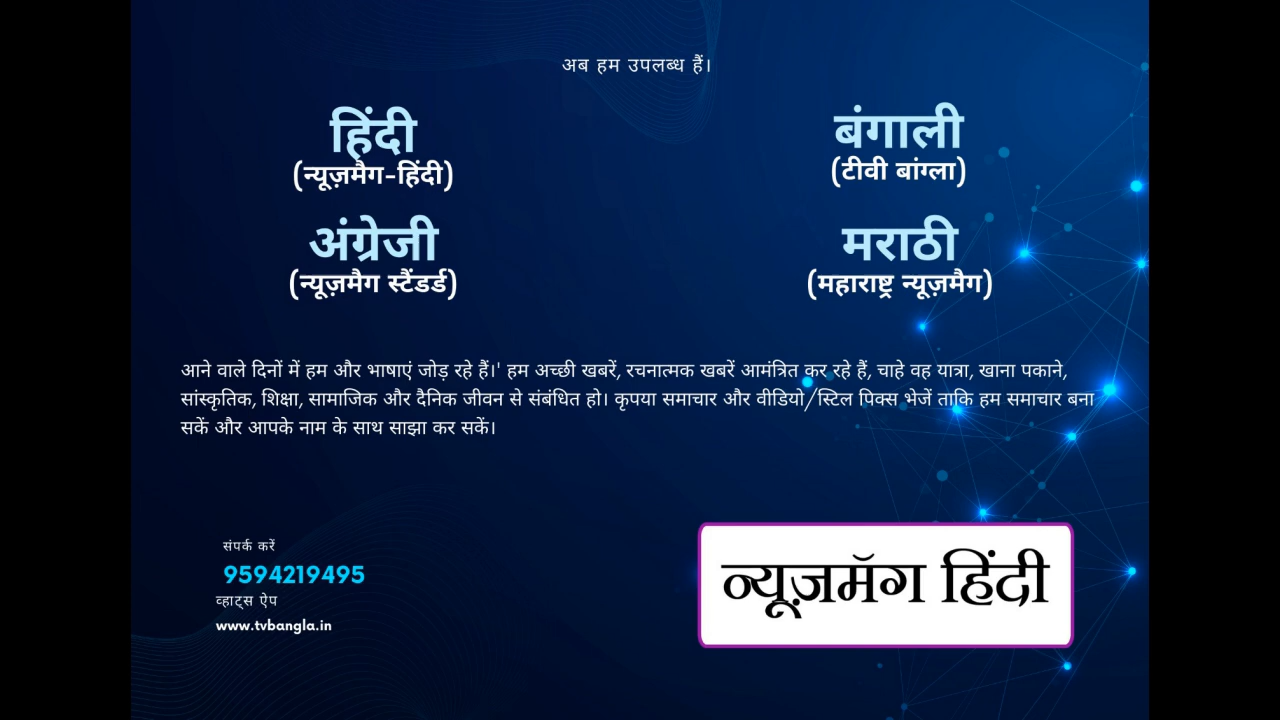 अब हम उपलब्ध हैं।
हिंदी
(न्यूज़मैग-हिंदी)
बंगाली
(टीवी बांग्ला)
अंग्रेजी
(न्यूज़मैग स्टैंडर्ड)
मराठी
(महाराष्ट्र न्यूज़मैग)
आने वाले दिनों में हम और भाषाएं जोड़ रहे हैं।' हम अच्छी खबरें, रचनात्मक खबरें आमंत्रित कर रहे हैं, चाहे वह यात्रा, खाना पकाने,
सांस्कृतिक, शिक्षा, सामाजिक और दैनिक जीवन से संबंधित हो। कृपया समाचार और वीडियो/स्टिल पिक्स भेजें ताकि हम समाचार बना
सकें और आपके नाम के साथ साझा कर सकें।
संपर्क करें
9594219495
व्हाट्स ऐप
www.tvbangla.in
न्यूज़मॅग हिंदी